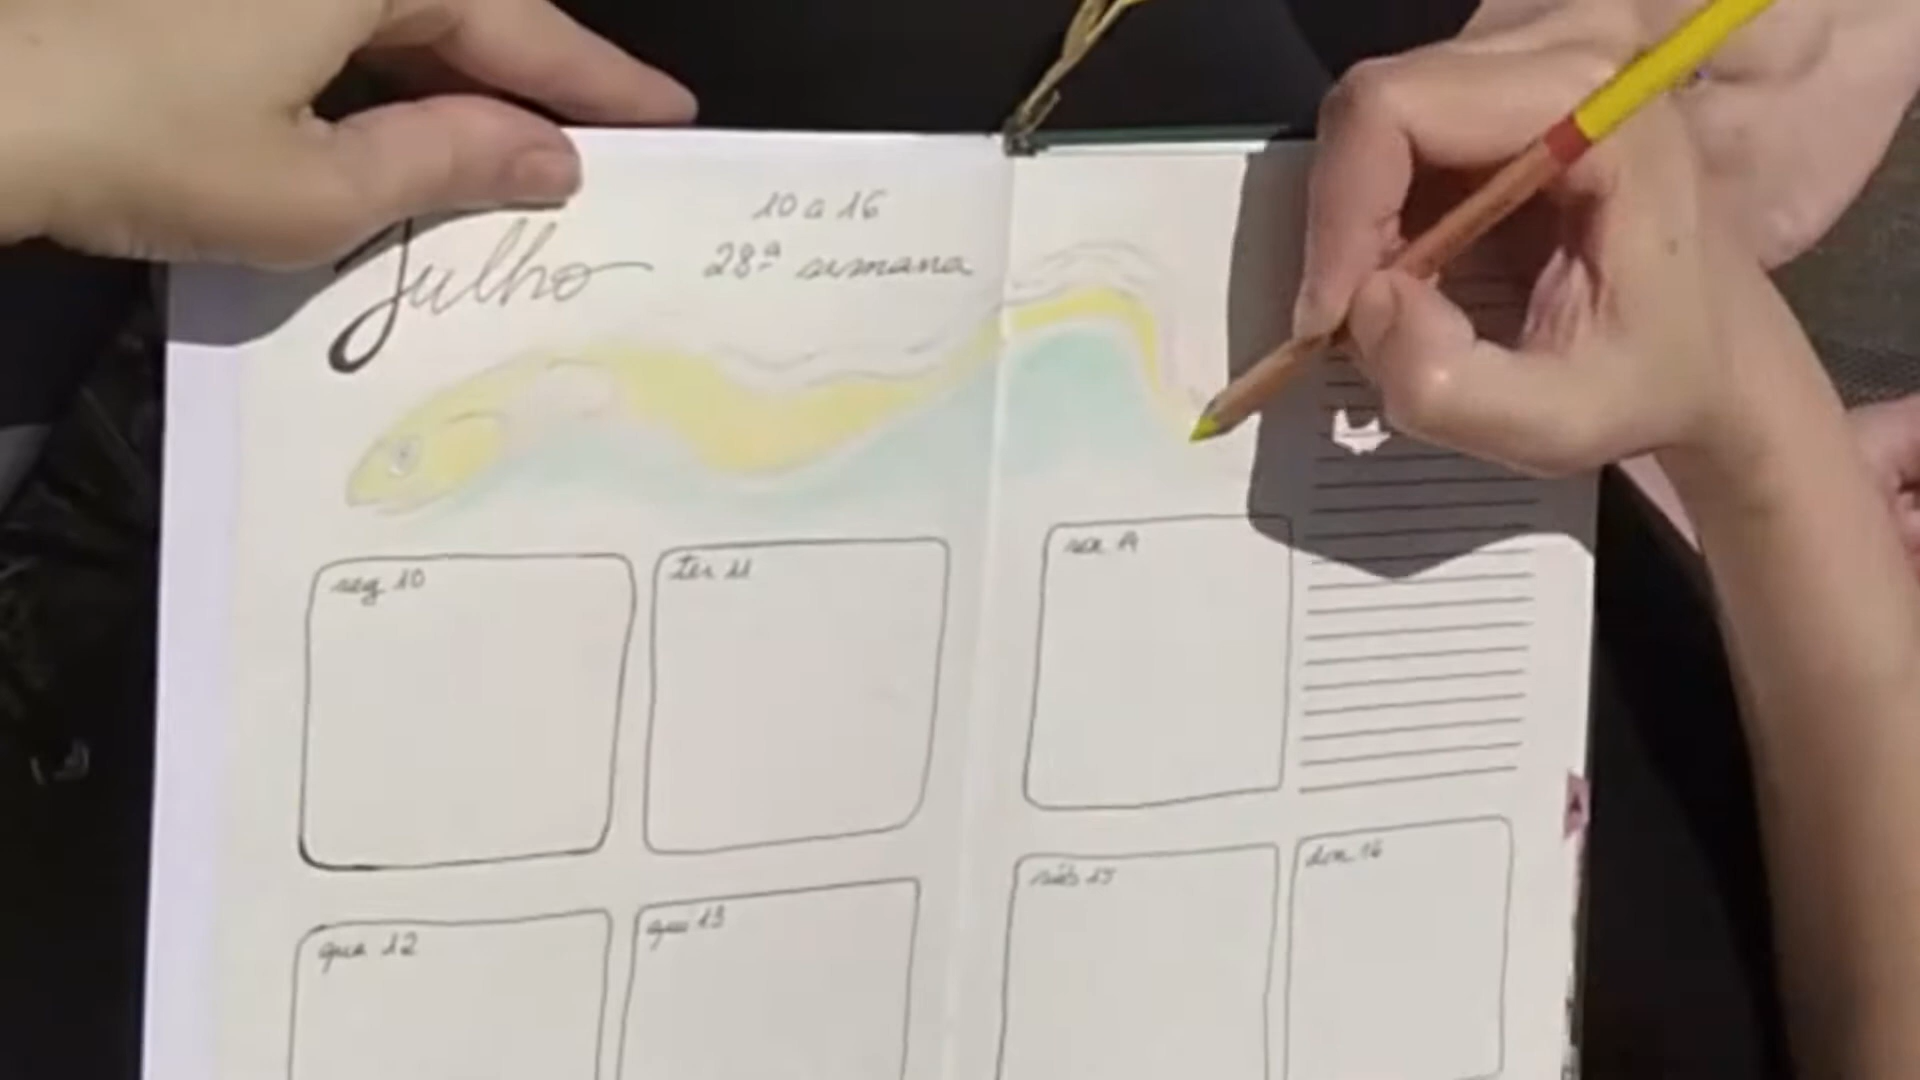 Julho
10 a 16
28ª semana
seg 10
ter 11
sex 14
qua 12
qui 13
sáb 15
dom 16